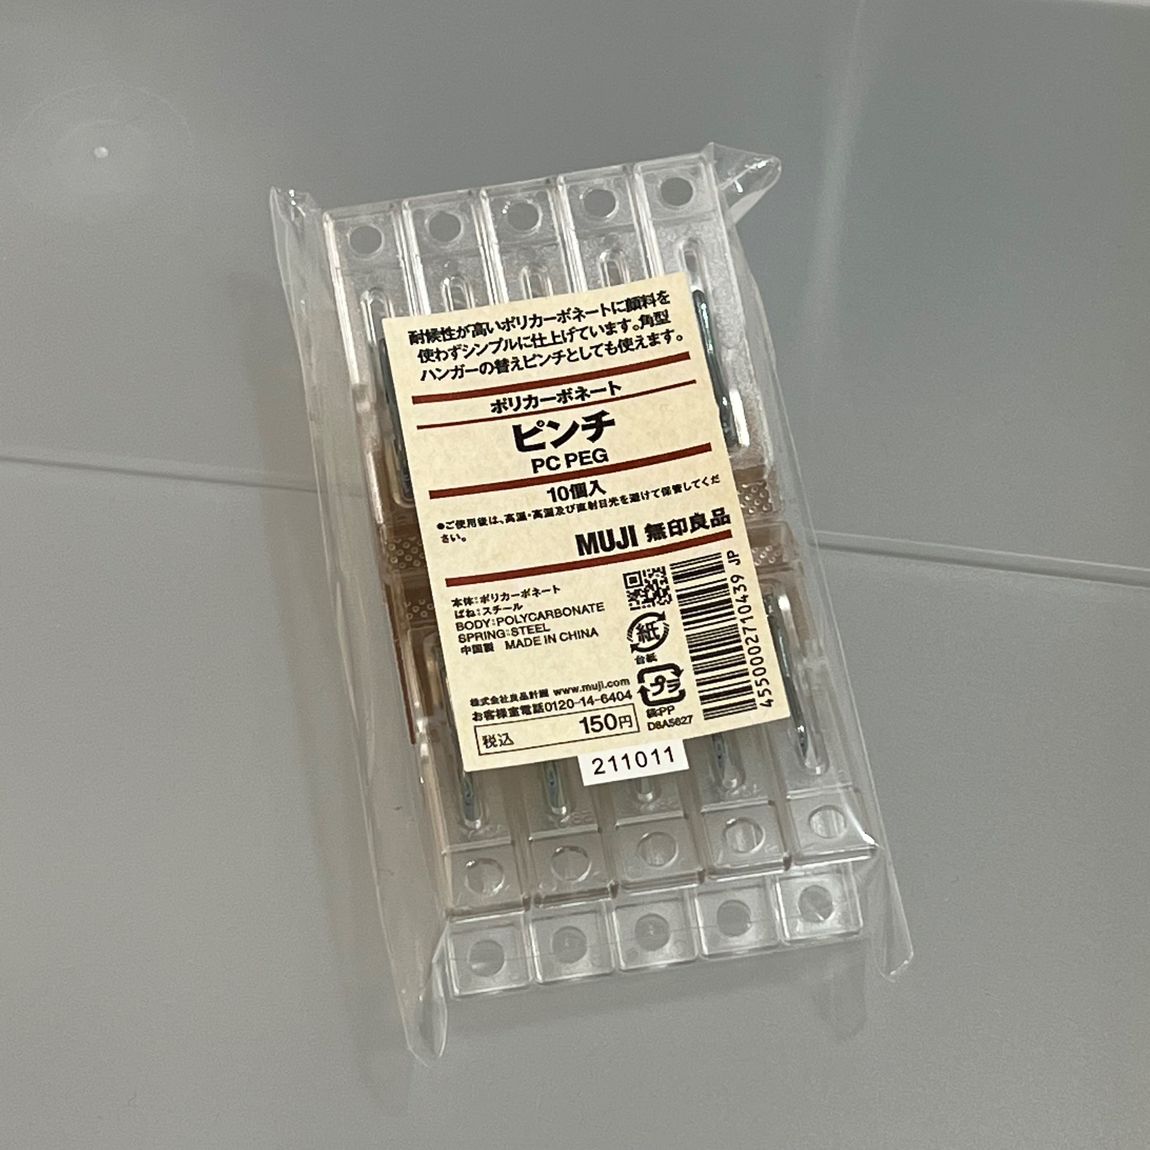 耐候性が高いポリカーボネートに顔料を
使わずシンプルに仕上げています。角型
ハンガーの替えピンチとしても使えます。
ポリカーボネート
ピンチ
PC PEG
10個入
●ご使用後は、高温・高湿及び直射日光を避けて保管してくだ
さい。
MUJI 無印良品
本体:ポリカーボネート
ばね:スチール
BODY:POLYCARBONATE
SPRING:STEEL
中国製 MADE IN CHINA
株式会社良品計画 www.muji.com
お客様室電話0120-14-6404
税込 150円
紙
台紙
プラ
袋:PP
D8A5627
4550002710439 JP
211011